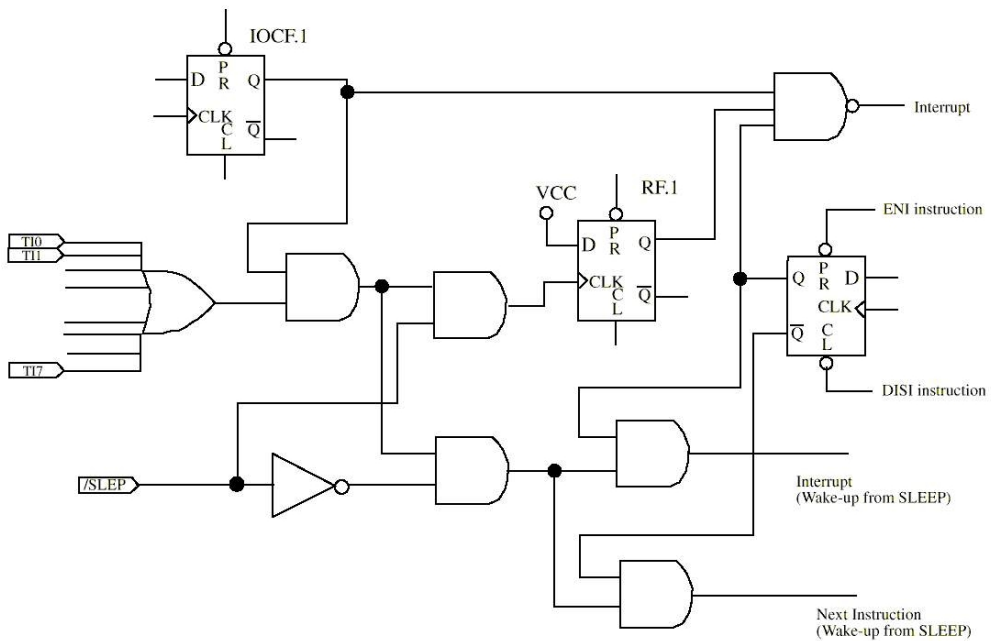 IOCF.1
P
R
D
Q
CLK
C
L
Q
Interrupt
VCC
RF.1
P
R
D
Q
CLK
C
L
Q
ENI instruction
P
R
Q
D
CLK
Q
C
L
DISI instruction
TI0
TI1
TI7
/SLEP
Interrupt
(Wake-up from SLEEP)
Next Instruction
(Wake-up from SLEEP)